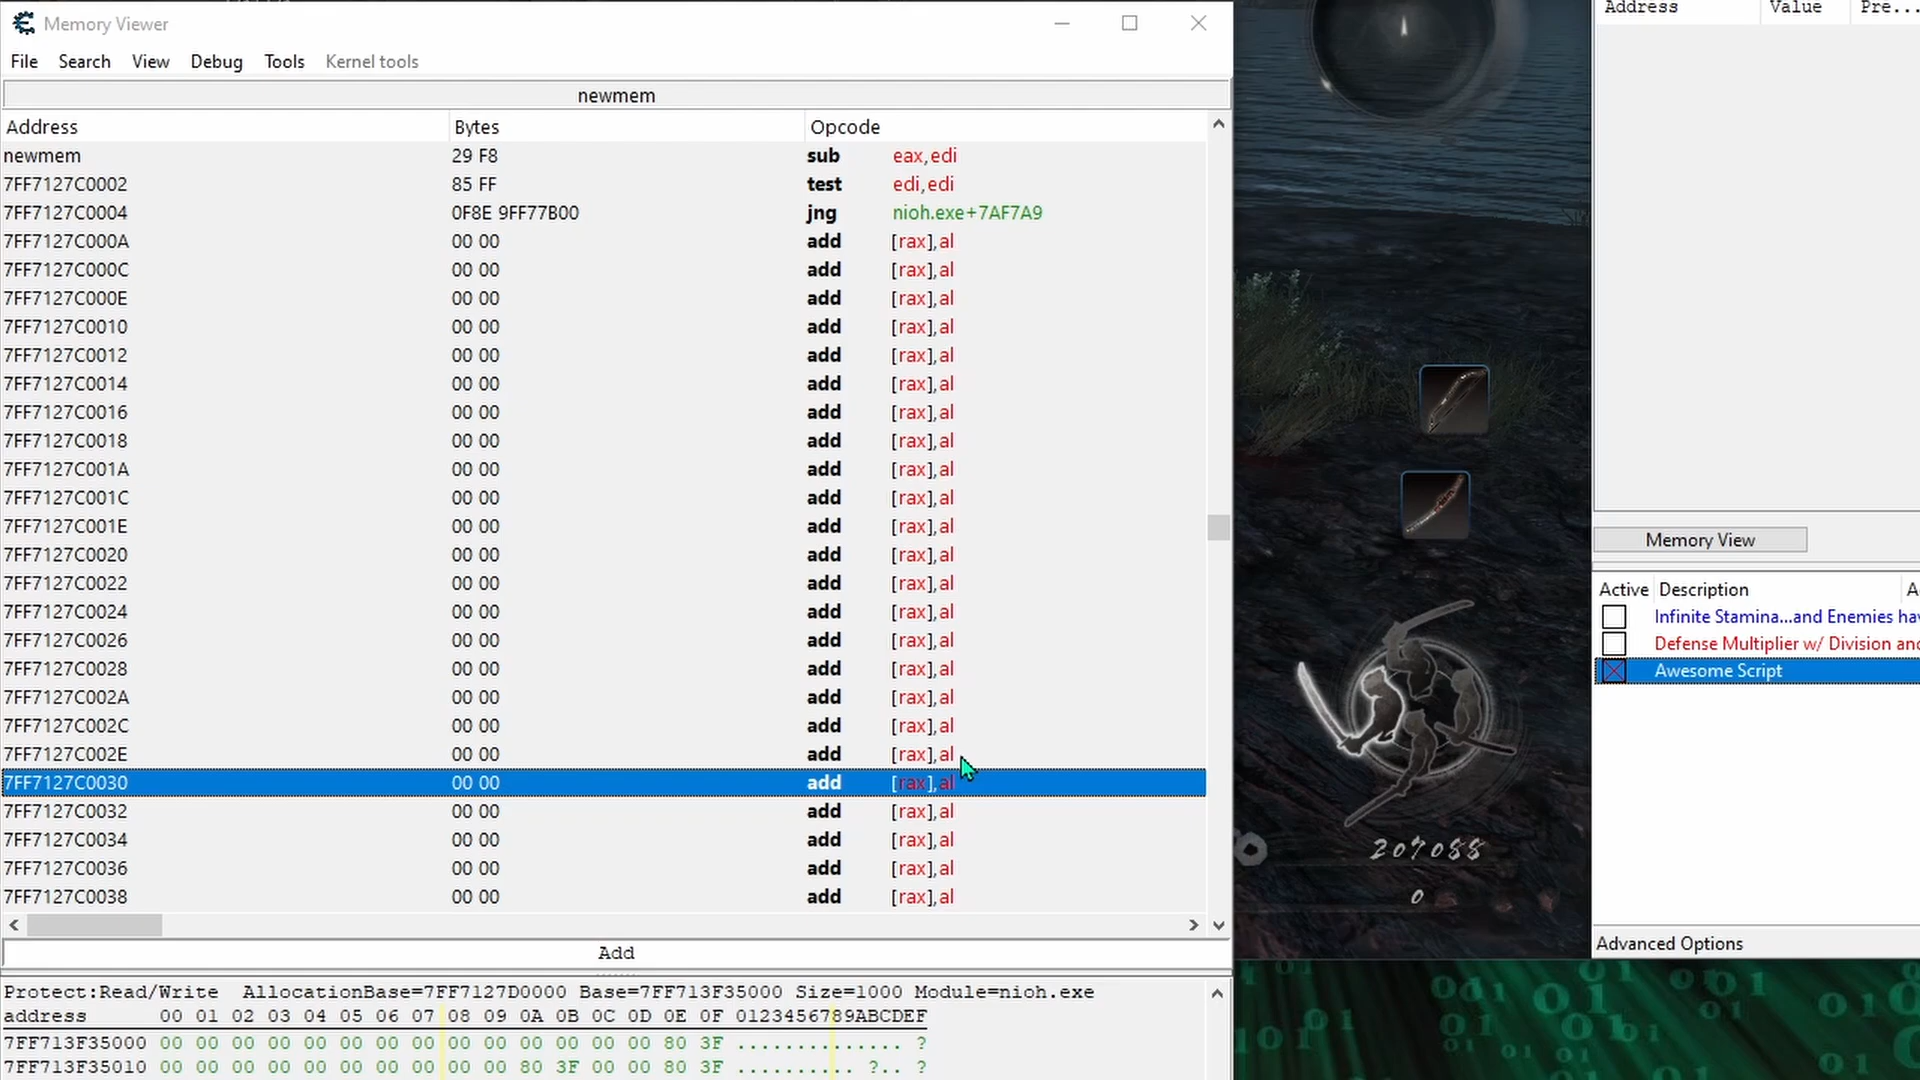 Memory Viewer
File Search View Debug Tools Kernel tools
newmem
Address Bytes Opcode
newmem 29 F8 sub eax,edi
7FF7127C0002 85 FF test edi,edi
7FF7127C0004 0F8E 9FF77B00 jng nioh.exe+7AF7A9
7FF7127C000A 00 00 add [rax],al
7FF7127C000C 00 00 add [rax],al
7FF7127C000E 00 00 add [rax],al
7FF7127C0010 00 00 add [rax],al
7FF7127C0012 00 00 add [rax],al
7FF7127C0014 00 00 add [rax],al
7FF7127C0016 00 00 add [rax],al
7FF7127C0018 00 00 add [rax],al
7FF7127C001A 00 00 add [rax],al
7FF7127C001C 00 00 add [rax],al
7FF7127C001E 00 00 add [rax],al
7FF7127C0020 00 00 add [rax],al
7FF7127C0022 00 00 add [rax],al
7FF7127C0024 00 00 add [rax],al
7FF7127C0026 00 00 add [rax],al
7FF7127C0028 00 00 add [rax],al
7FF7127C002A 00 00 add [rax],al
7FF7127C002C 00 00 add [rax],al
7FF7127C002E 00 00 add [rax],al
7FF7127C0030 00 00 add [rax],al
7FF7127C0032 00 00 add [rax],al
7FF7127C0034 00 00 add [rax],al
7FF7127C0036 00 00 add [rax],al
7FF7127C0038 00 00 add [rax],al
Add
Protect:Read/Write AllocationBase=7FF7127D0000 Base=7FF713F35000 Size=1000 Module=nioh.exe
address 00 01 02 03 04 05 06 07 08 09 0A 0B 0C 0D 0E 0F 0123456789ABCDEF
7FF713F35000 00 00 00 00 00 00 00 00 00 00 00 00 00 00 80 3F .............. ?
7FF713F35010 00 00 00 00 00 00 00 00 00 00 80 3F 00 00 80 3F .......... ?.. ?
207088
0
Address Value Pre...
Memory View
Active Description A
Infinite Stamina...and Enemies hav
Defense Multiplier w/ Division and
Awesome Script
Advanced Options